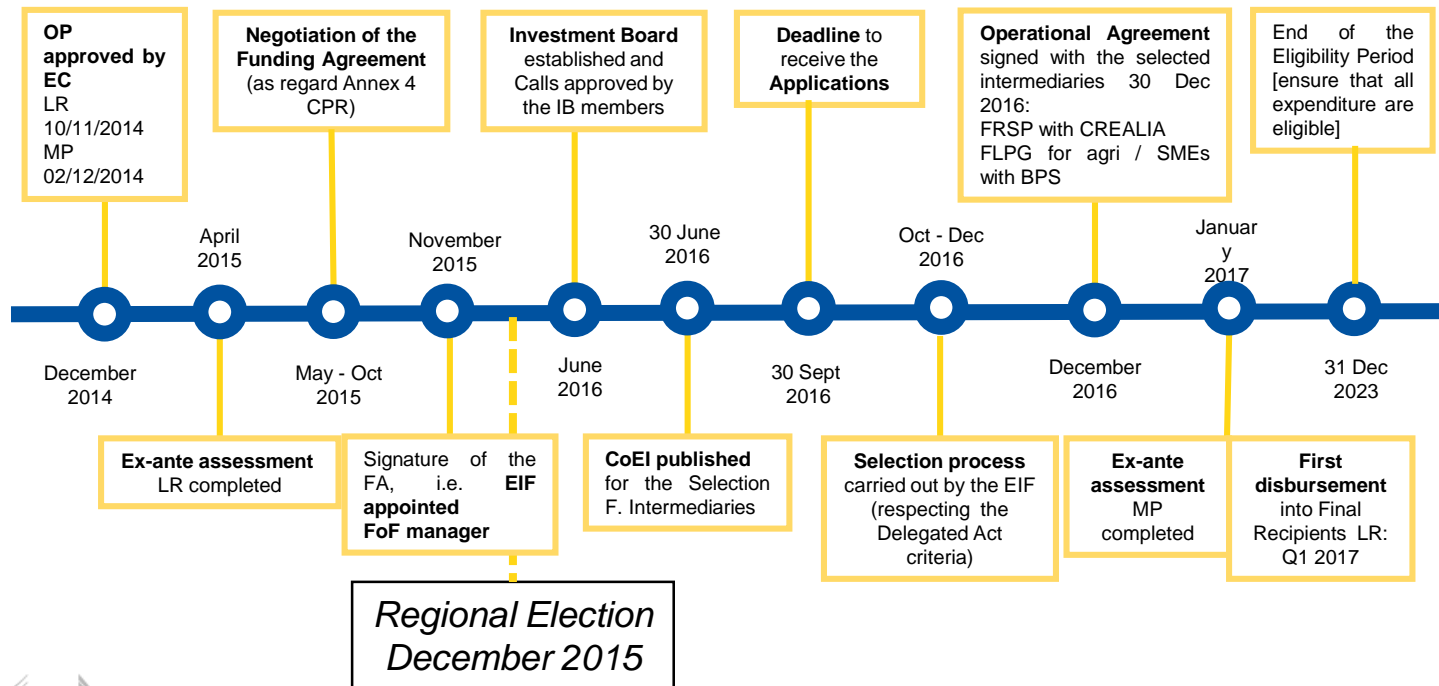 OP
approved by
EC
LR
10/11/2014
MP
02/12/2014
Negotiation of the
Funding Agreement
(as regard Annex 4
CPR)
Investment Board
established and
Calls approved by
the IB members
Deadline to
receive the
Applications
Operational Agreement
signed with the selected
intermediaries 30 Dec
2016:
FRSP with CREALIA
FLPG for agri / SMEs
with BPS
End of the
Eligibility Period
[ensure that all
expenditure are
eligible]
April
2015
November
2015
30 June
2016
Oct - Dec
2016
Januar
y
2017
December
2014
May - Oct
2015
June
2016
30 Sept
2016
December
2016
31 Dec
2023
Ex-ante assessment
LR completed
Signature of the
FA, i.e. EIF
appointed
FoF manager
CoEI published
for the Selection
F. Intermediaries
Selection process
carried out by the EIF
(respecting the
Delegated Act
criteria)
Ex-ante
assessment
MP
completed
First
disbursement
into Final
Recipients LR:
Q1 2017
Regional Election
December 2015